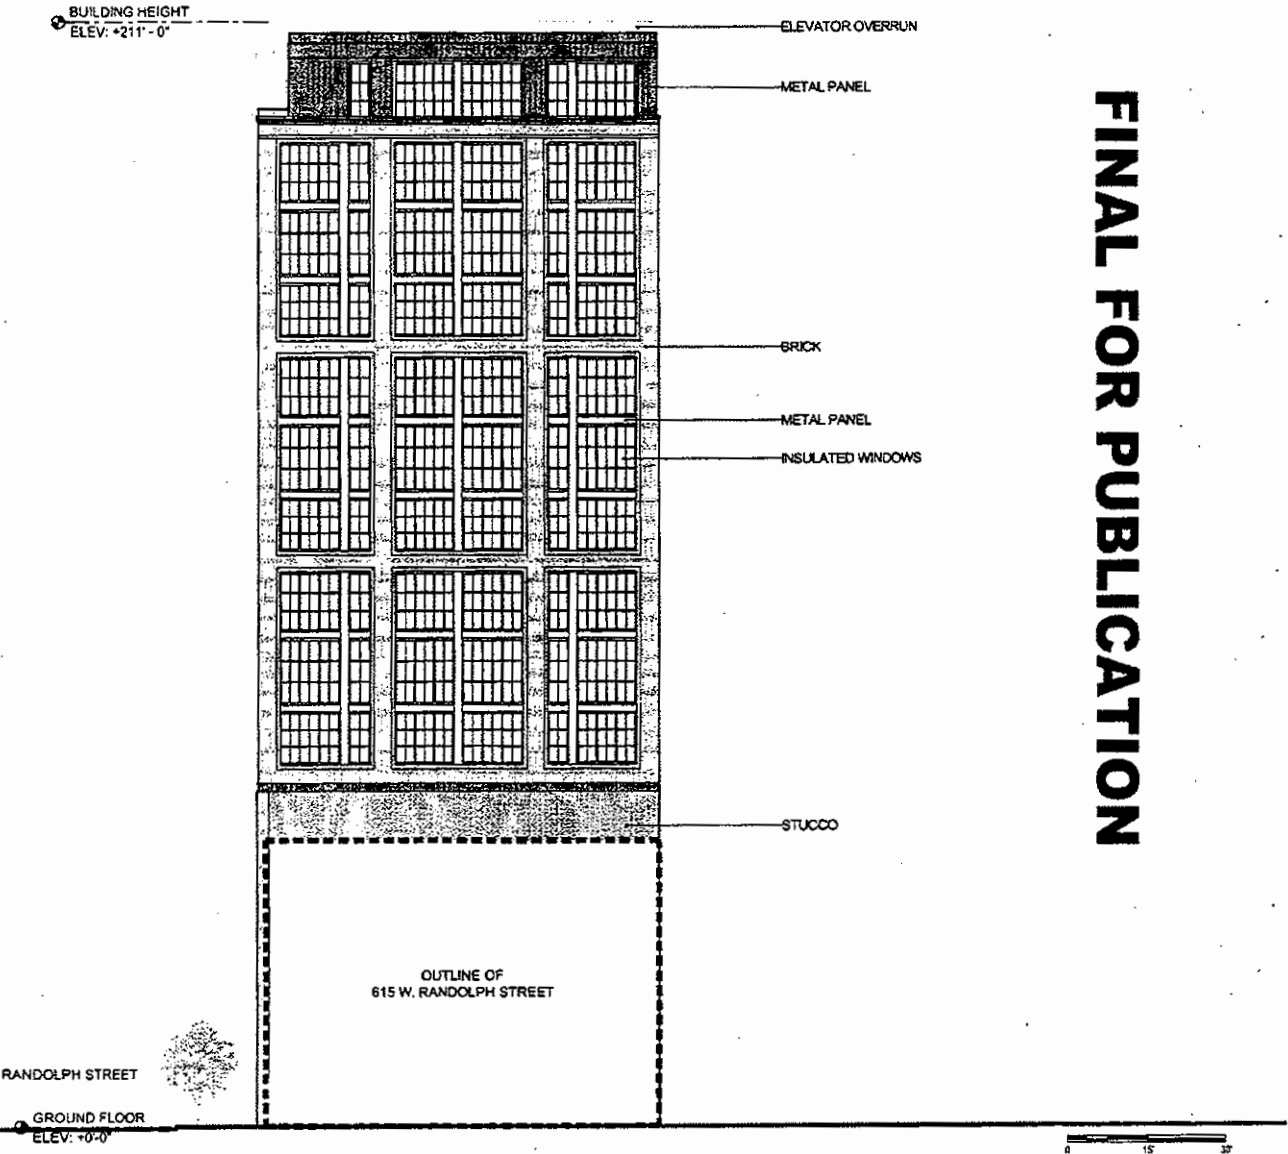 BUILDING HEIGHT
ELEV: +211' - 0"
ELEVATOR OVERRUN
METAL PANEL
BRICK
METAL PANEL
INSULATED WINDOWS
STUCCO
OUTLINE OF
615 W. RANDOLPH STREET
RANDOLPH STREET
GROUND FLOOR
ELEV: +0'-0"
0 15' 30'
FINAL FOR PUBLICATION